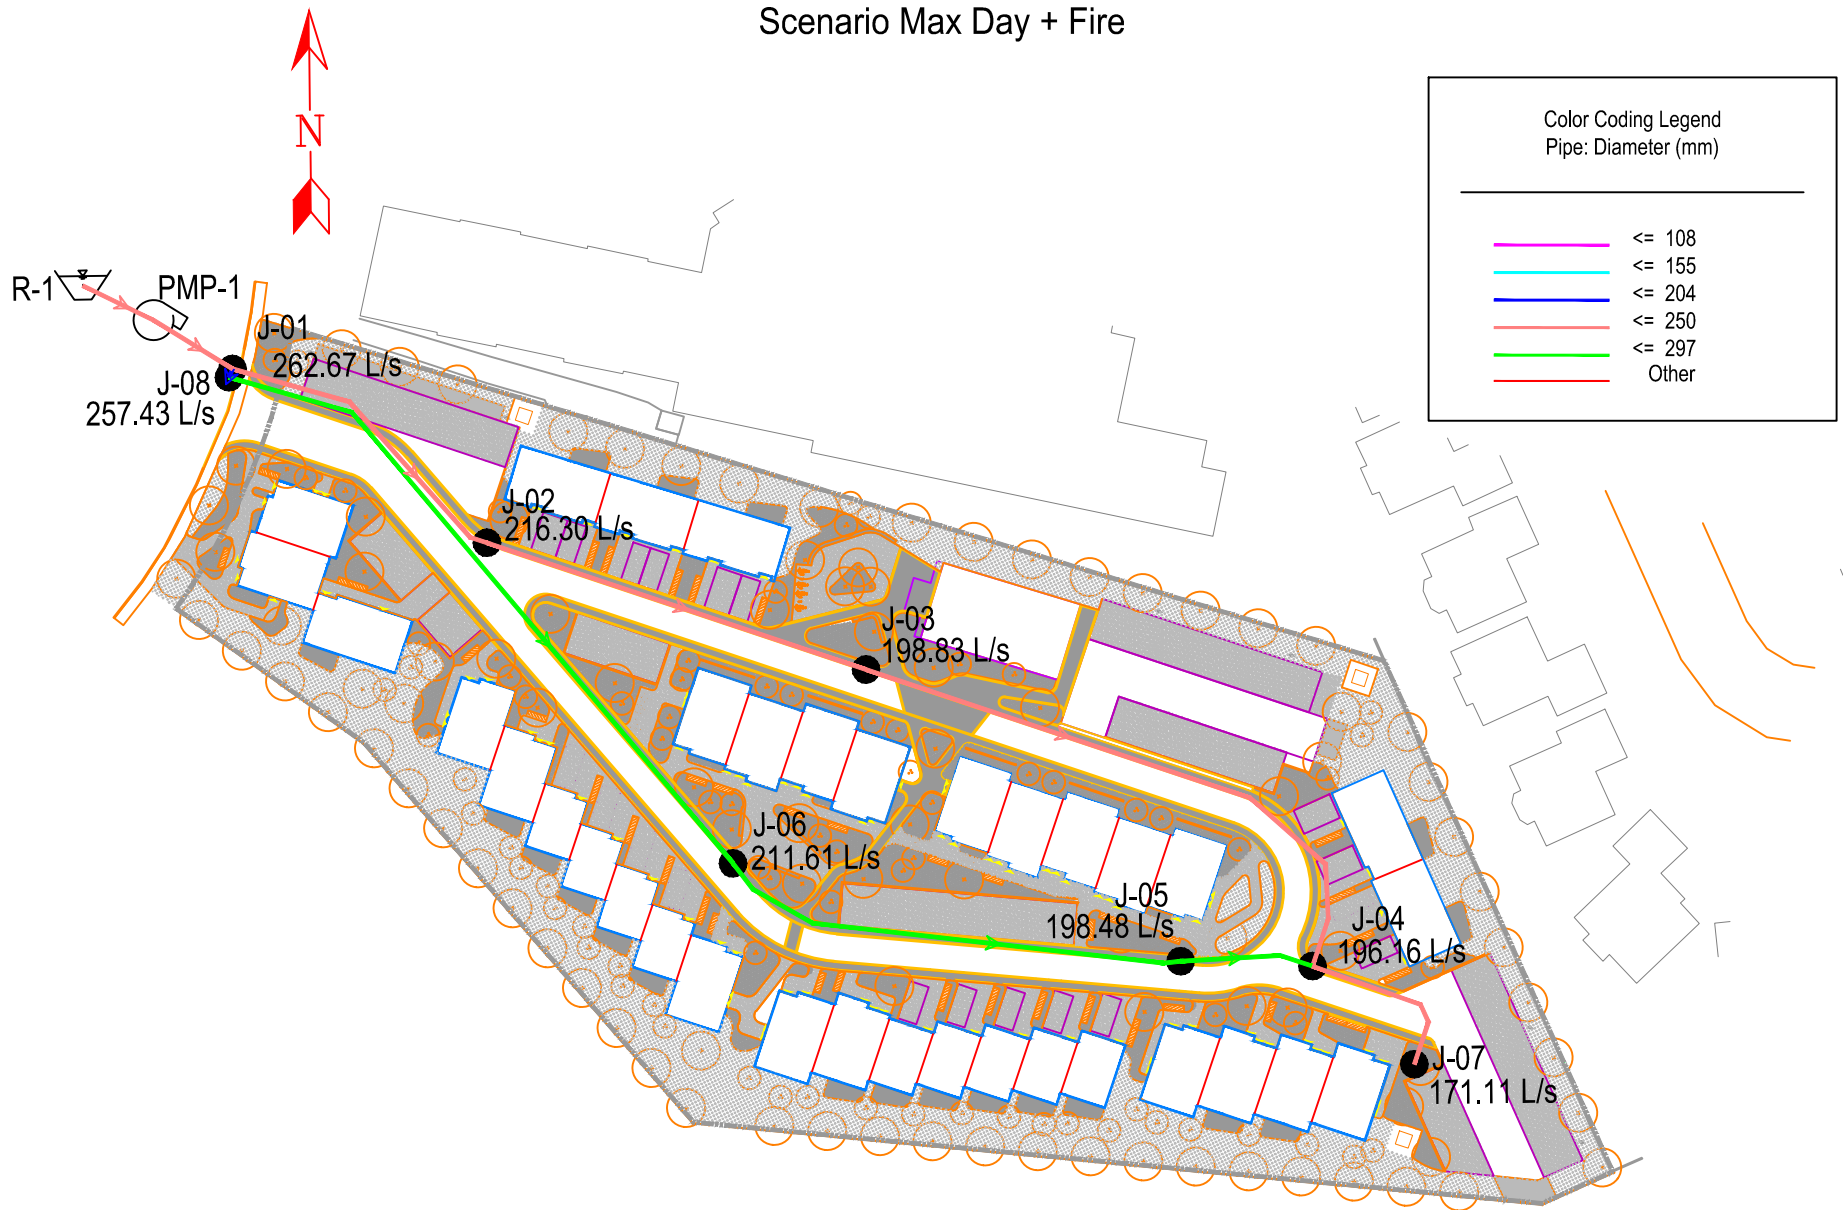 Scenario Max Day + Fire
Color Coding Legend
Pipe: Diameter (mm)
<= 108
<= 155
<= 204
<= 250
<= 297
Other
N
R-1
PMP-1
J-01
262.67 L/s
J-08
257.43 L/s
J-02
216.30 L/s
J-03
198.83 L/s
J-06
211.61 L/s
J-05
198.48 L/s
J-04
196.16 L/s
J-07
171.11 L/s